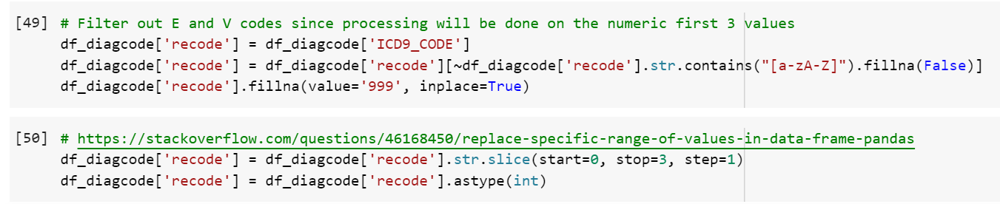 [49] # Filter out E and V codes since processing will be done on the numeric first 3 values
df_diagcode['recode'] = df_diagcode['ICD9_CODE']
df_diagcode['recode'] = df_diagcode['recode'][~df_diagcode['recode'].str.contains("[a-zA-Z]").fillna(False)]
df_diagcode['recode'].fillna(value='999', inplace=True)
[50] # https://stackoverflow.com/questions/46168450/replace-specific-range-of-values-in-data-frame-pandas
df_diagcode['recode'] = df_diagcode['recode'].str.slice(start=0, stop=3, step=1)
df_diagcode['recode'] = df_diagcode['recode'].astype(int)